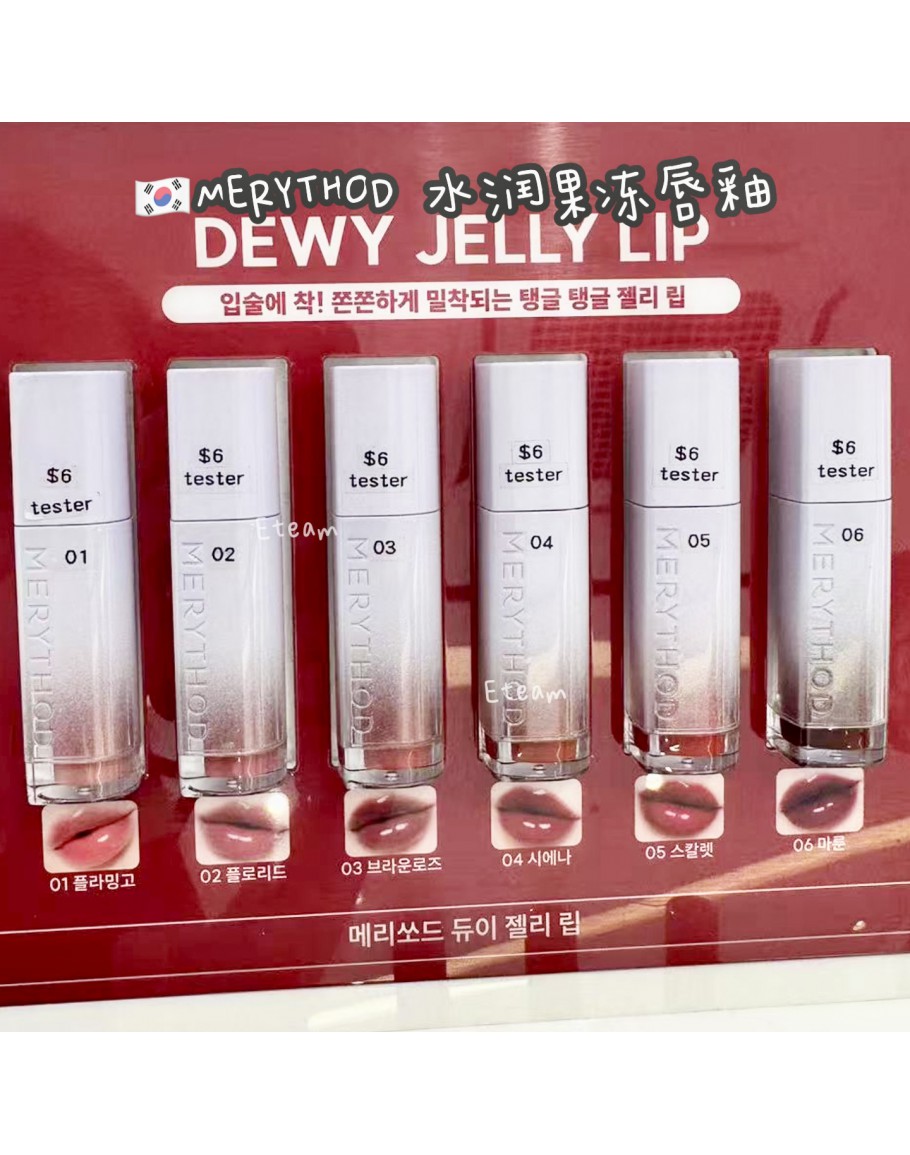 MERYTHOD 水润果冻唇釉
DEWY JELLY LIP
입술에 착! 쫀쫀하게 밀착되는 탱글 탱글 젤리 립
$6
tester
$6
tester
$6
tester
$6
tester
$6
tester
$6
tester
01
02
03
04
05
06
MERYTHOD
MERYTHOD
MERYTHOD
MERYTHOD
MERYTHOD
MERYTHOD
Eteam
Eteam
01 플라밍고
02 플로리드
03 브라운로즈
04 시에나
05 스칼렛
06 마룬
메리쏘드 듀이 젤리 립